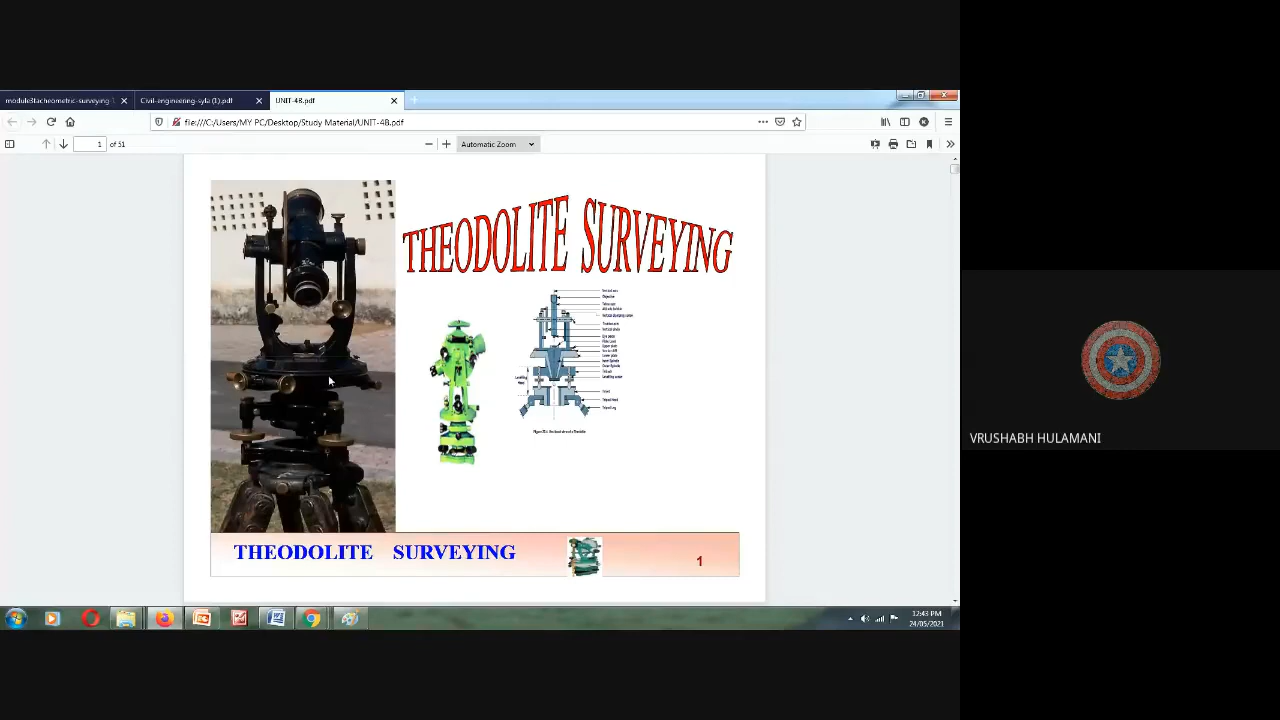 module3tacheometric-surveying
Civil-engineering-syla (1).pdf
UNIT-4B.pdf
file:///C:/Users/MY PC/Desktop/Study Material/UNIT-4B.pdf
1
of 51
Automatic Zoom
THEODOLITE SURVEYING
THEODOLITE SURVEYING
1
VRUSHABH HULAMANI
12:43 PM
24/05/2021